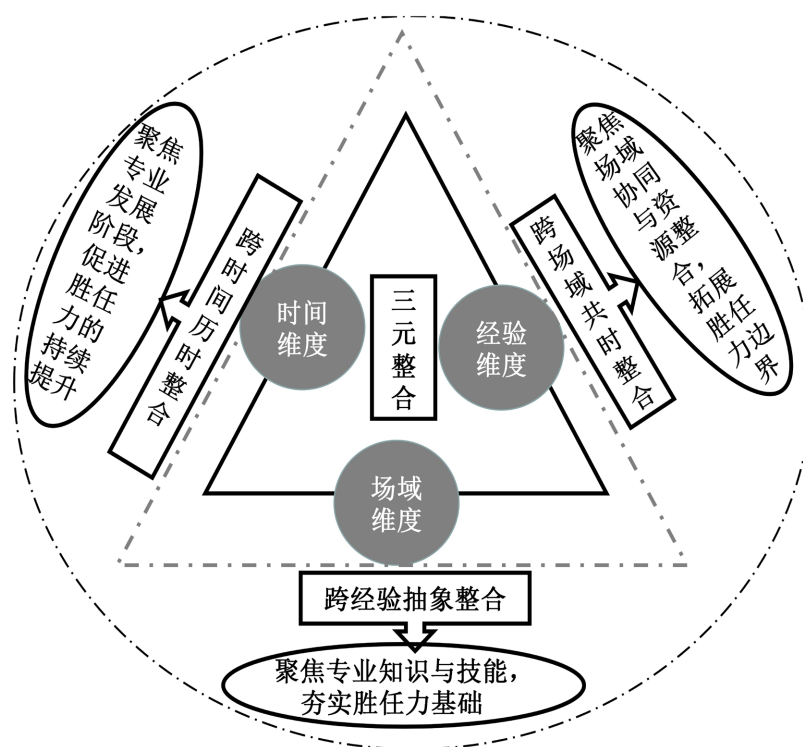 聚焦
专业
发展
阶段，
促进
胜任
力的
持续
提升
跨时间历时整合
时间
维度
三元整合
经验
维度
跨场域共时整合
聚焦
场域
协同
与资
源整
合，
拓展
胜任
力边
界
场域
维度
跨经验抽象整合
聚焦专业知识与技能，
夯实胜任力基础